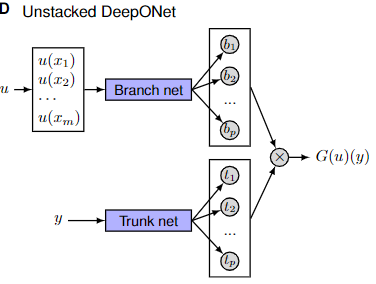 D Unstacked DeepONet
u
u(x₁)
u(x₂)
...
u(xₘ)
Branch net
b₁
b₂
...
bₚ
×
G(u)(y)
y
Trunk net
t₁
t₂
...
tₚ